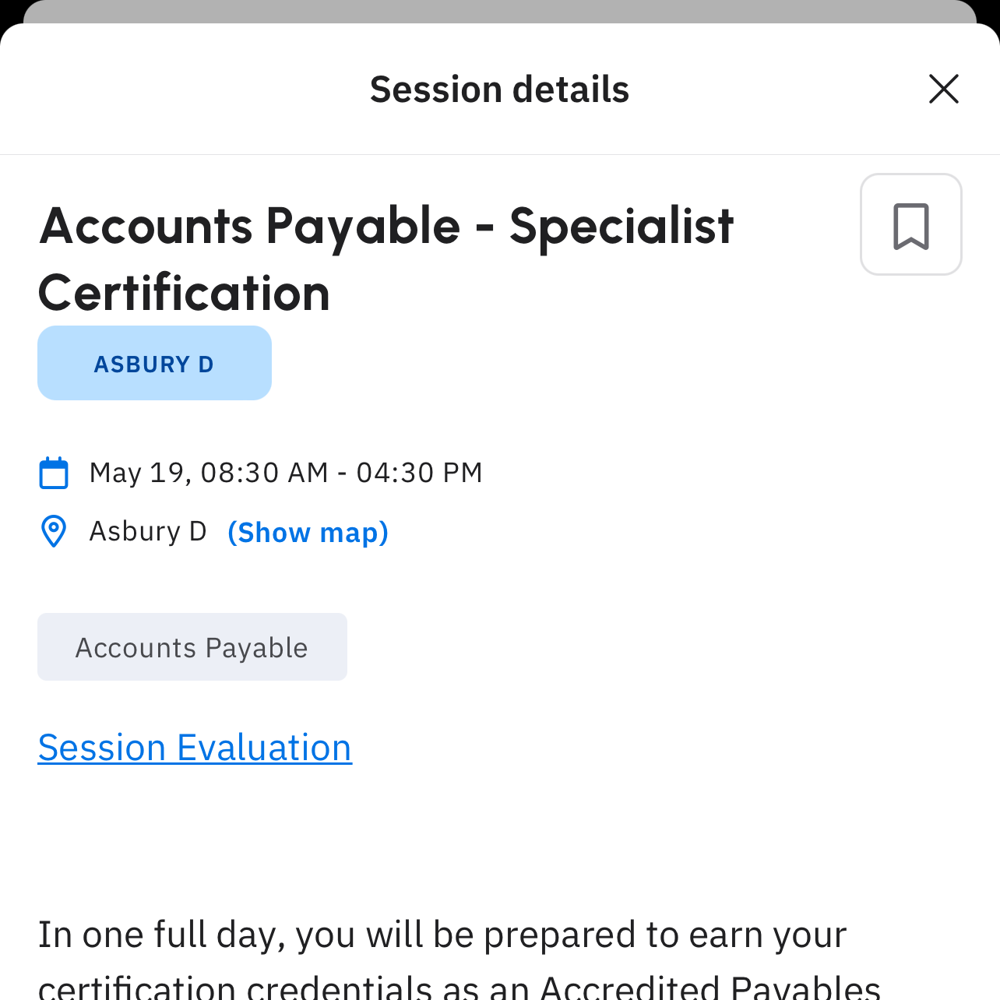 Session details
Accounts Payable - Specialist
Certification
ASBURY D
May 19, 08:30 AM - 04:30 PM
Asbury D (Show map)
Accounts Payable
Session Evaluation
In one full day, you will be prepared to earn your
certification credentials as an Accredited Payables